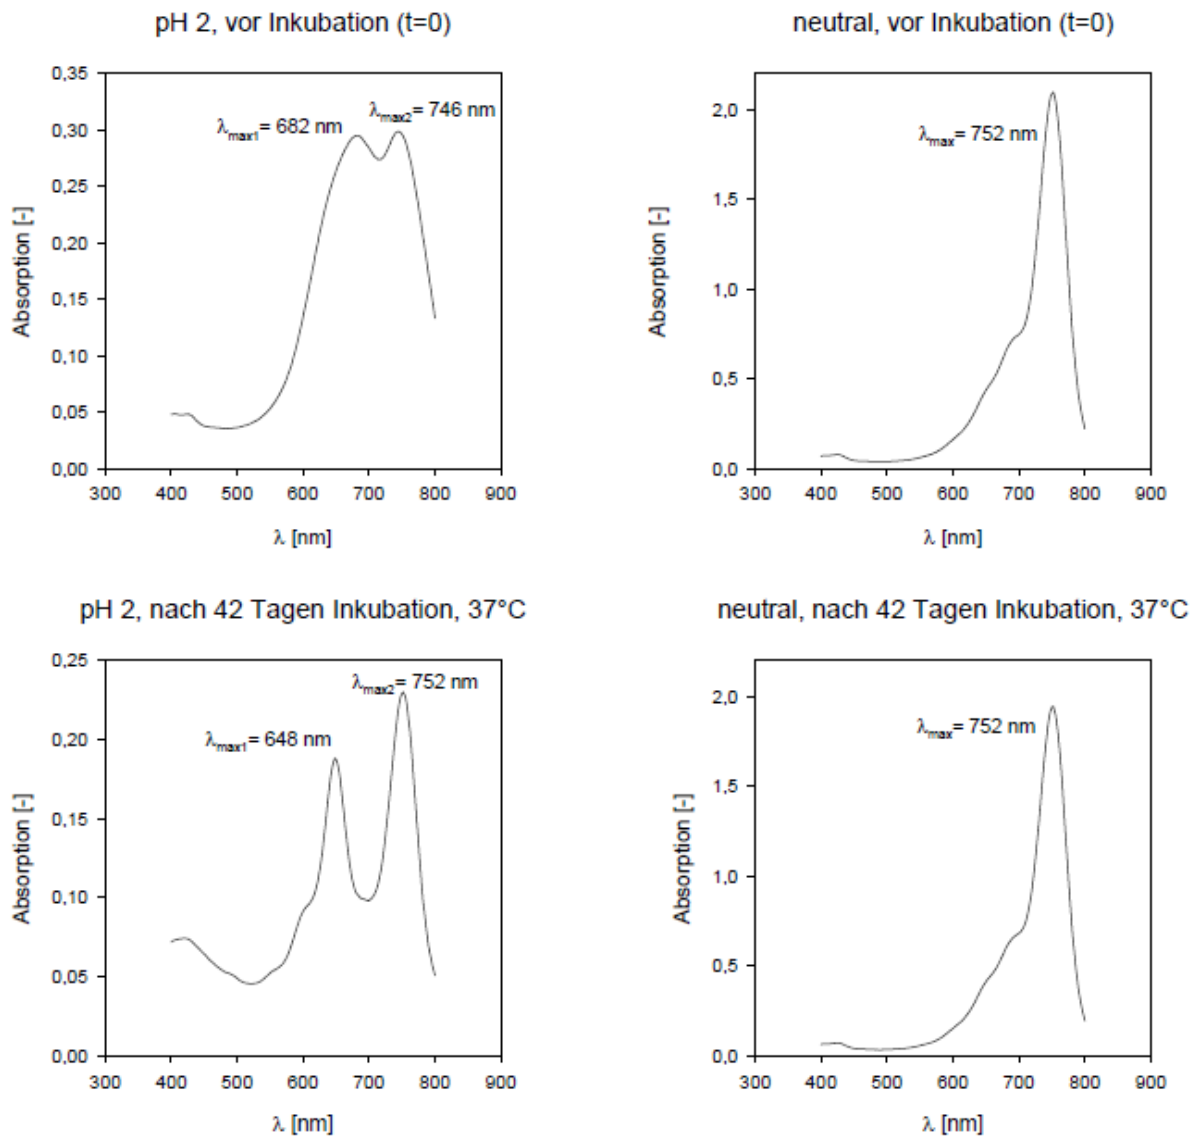 pH 2, vor Inkubation (t=0)
0,35
0,30
0,25
0,20
0,15
0,10
0,05
0,00
Absorption [-]
λmax1= 682 nm
λmax2= 746 nm
300 400 500 600 700 800 900
λ [nm]
neutral, vor Inkubation (t=0)
2,0
1,5
1,0
0,5
0,0
Absorption [-]
λmax= 752 nm
300 400 500 600 700 800 900
λ [nm]
pH 2, nach 42 Tagen Inkubation, 37°C
0,25
0,20
0,15
0,10
0,05
0,00
Absorption [-]
λmax1= 648 nm
λmax2= 752 nm
300 400 500 600 700 800 900
λ [nm]
neutral, nach 42 Tagen Inkubation, 37°C
2,0
1,5
1,0
0,5
0,0
Absorption [-]
λmax= 752 nm
300 400 500 600 700 800 900
λ [nm]